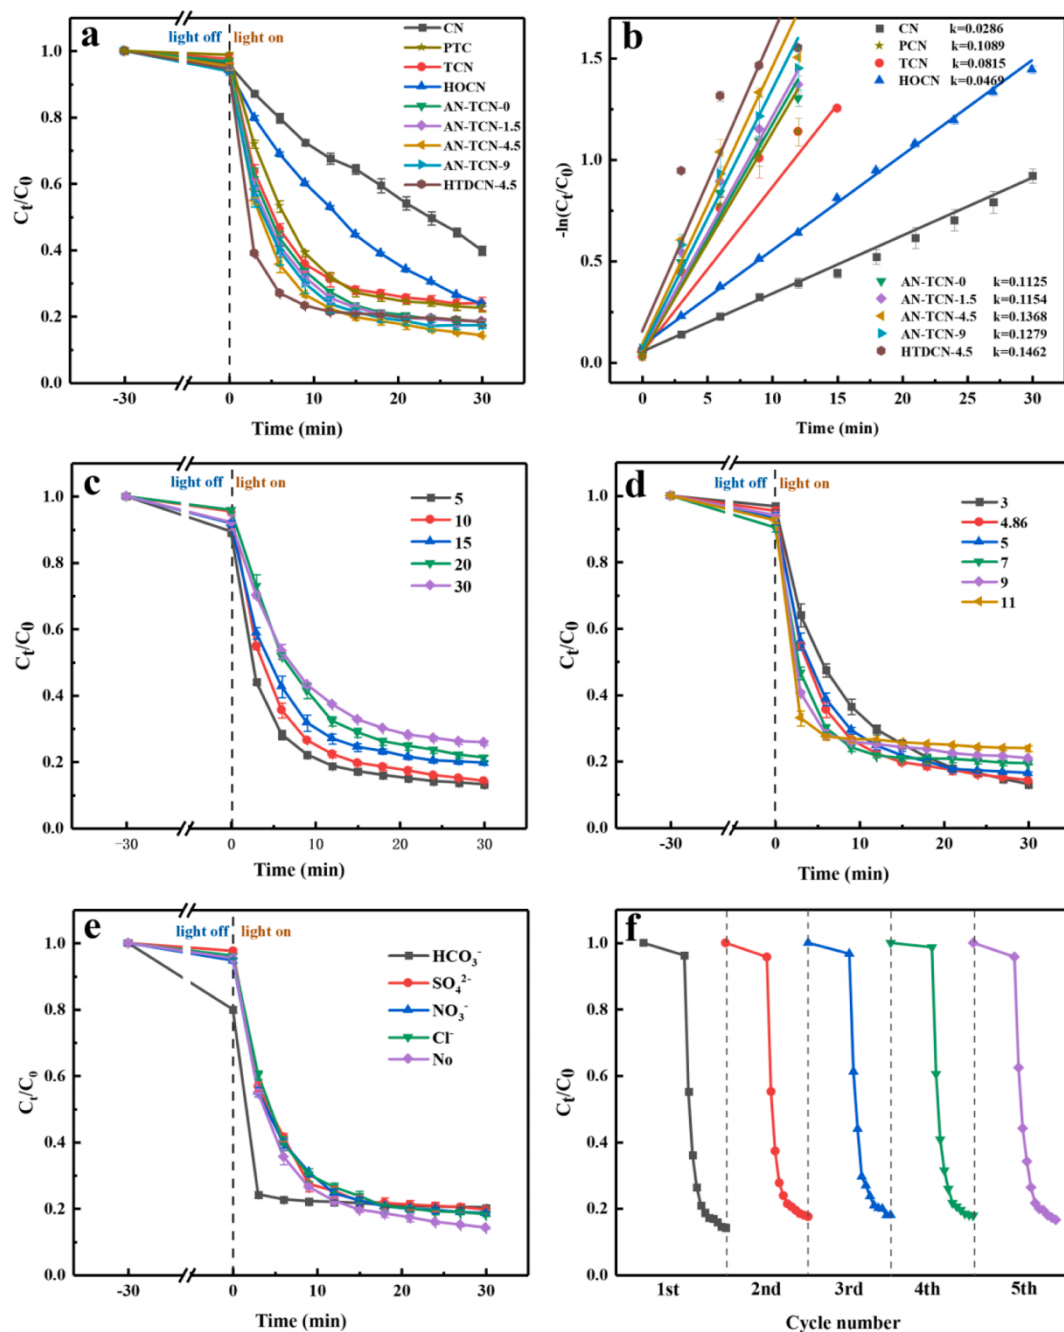 a
light off
light on
CN
PTC
TCN
HOCN
AN-TCN-0
AN-TCN-1.5
AN-TCN-4.5
AN-TCN-9
HTDCN-4.5
Ct/C0
1.0
0.8
0.6
0.4
0.2
0.0
-30 0 10 20 30
Time (min)
b
CN k=0.0286
PCN k=0.1089
TCN k=0.0815
HOCN k=0.0469
AN-TCN-0 k=0.1125
AN-TCN-1.5 k=0.1154
AN-TCN-4.5 k=0.1368
AN-TCN-9 k=0.1279
HTDCN-4.5 k=0.1462
-ln(Ct/C0)
1.5
1.0
0.5
0.0
0 5 10 15 20 25 30
Time (min)
c
light off
light on
5
10
15
20
30
Ct/C0
1.0
0.8
0.6
0.4
0.2
0.0
-30 0 10 20 30
Time (min)
d
light off
light on
3
4.86
5
7
9
11
Ct/C0
1.0
0.8
0.6
0.4
0.2
0.0
-30 0 10 20 30
Time (min)
e
light off
light on
HCO3-
SO42-
NO3-
Cl-
No
Ct/C0
1.0
0.8
0.6
0.4
0.2
0.0
-30 0 10 20 30
Time (min)
f
Ct/C0
1.0
0.8
0.6
0.4
0.2
0.0
1st 2nd 3rd 4th 5th
Cycle number